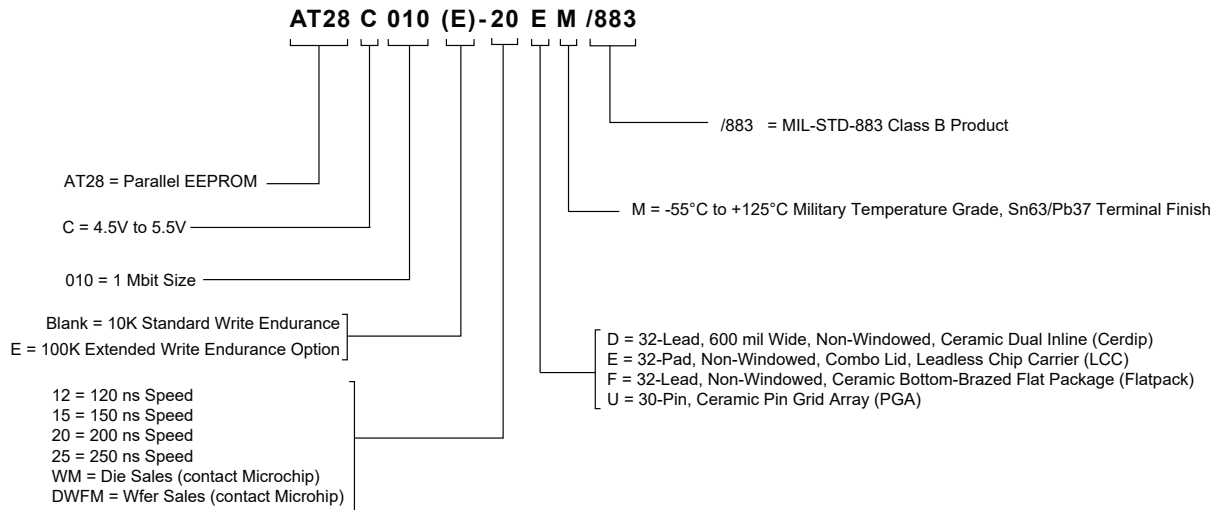 AT28 C 010 (E)-20 E M /883
/883 = MIL-STD-883 Class B Product
AT28 = Parallel EEPROM
M = -55°C to +125°C Military Temperature Grade, Sn63/Pb37 Terminal Finish
C = 4.5V to 5.5V
010 = 1 Mbit Size
Blank = 10K Standard Write Endurance
E = 100K Extended Write Endurance Option
D = 32-Lead, 600 mil Wide, Non-Windowed, Ceramic Dual Inline (Cerdip)
E = 32-Pad, Non-Windowed, Combo Lid, Leadless Chip Carrier (LCC)
F = 32-Lead, Non-Windowed, Ceramic Bottom-Brazed Flat Package (Flatpack)
U = 30-Pin, Ceramic Pin Grid Array (PGA)
12 = 120 ns Speed
15 = 150 ns Speed
20 = 200 ns Speed
25 = 250 ns Speed
WM = Die Sales (contact Microchip)
DWFM = Wfer Sales (contact Microhip)